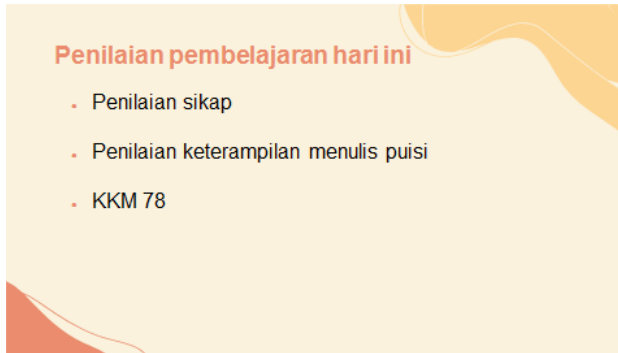 Penilaian pembelajaran hari ini
Penilaian sikap
Penilaian keterampilan menulis puisi
KKM 78